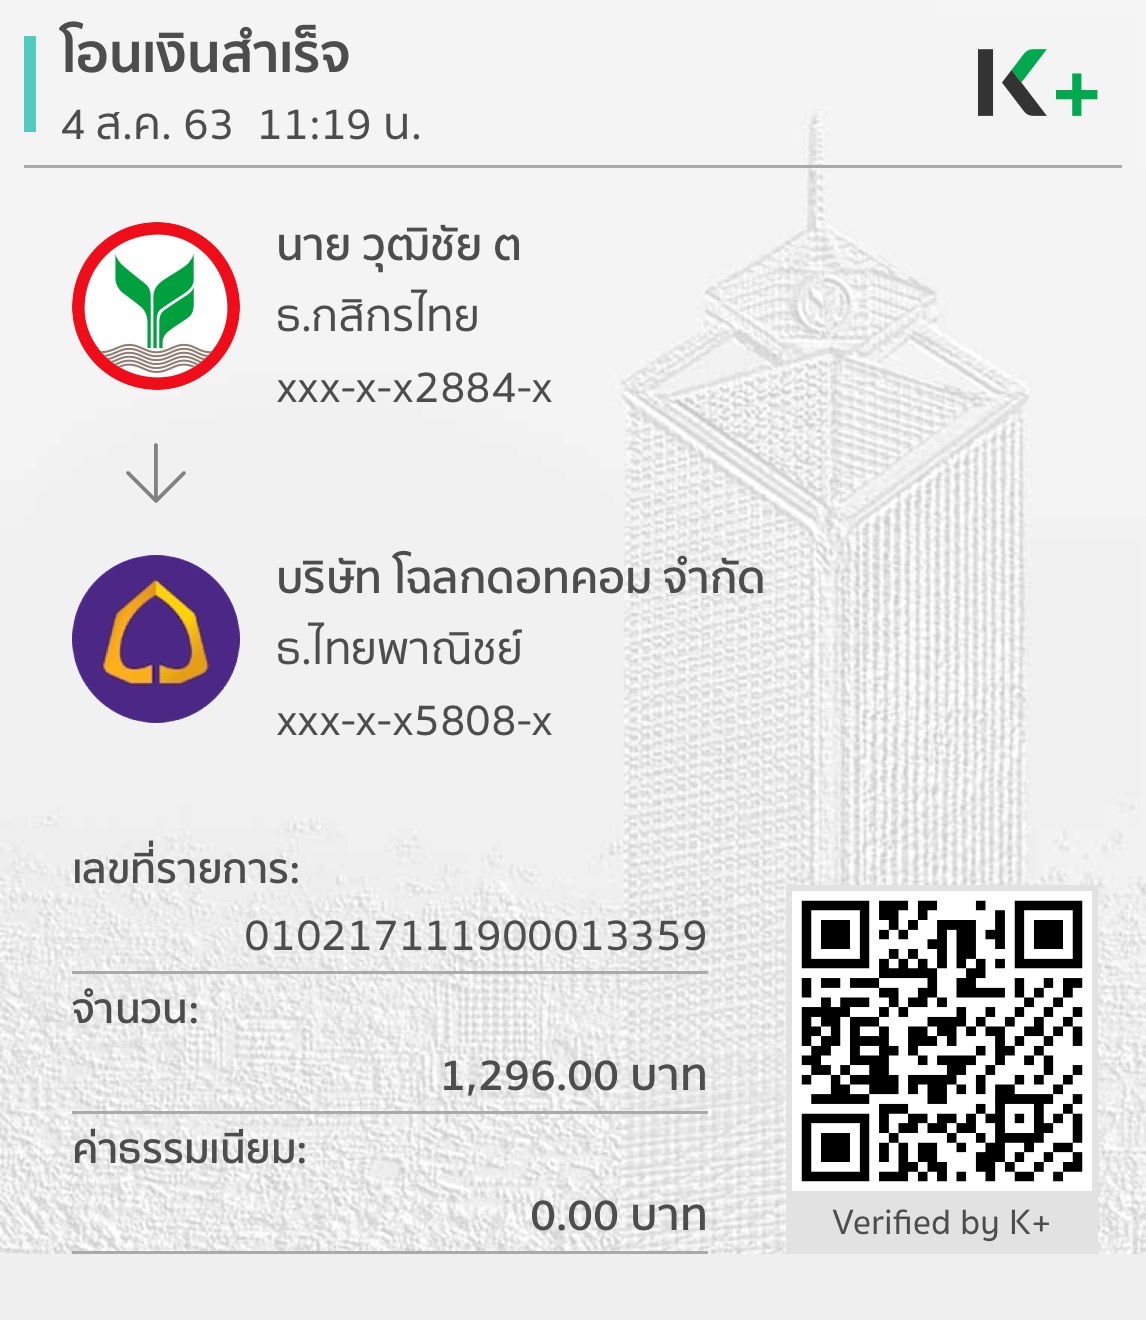 โอนเงินสำเร็จ
4 ส.ค. 63 11:19 น.
K+
นาย วุฒิชัย ต
ธ.กสิกรไทย
xxx-x-x2884-x
บริษัท โฉลกดอทคอม จำกัด
ธ.ไทยพาณิชย์
xxx-x-x5808-x
เลขที่รายการ:
010217111900013359
จำนวน:
1,296.00 บาท
ค่าธรรมเนียม:
0.00 บาท
Verified by K+